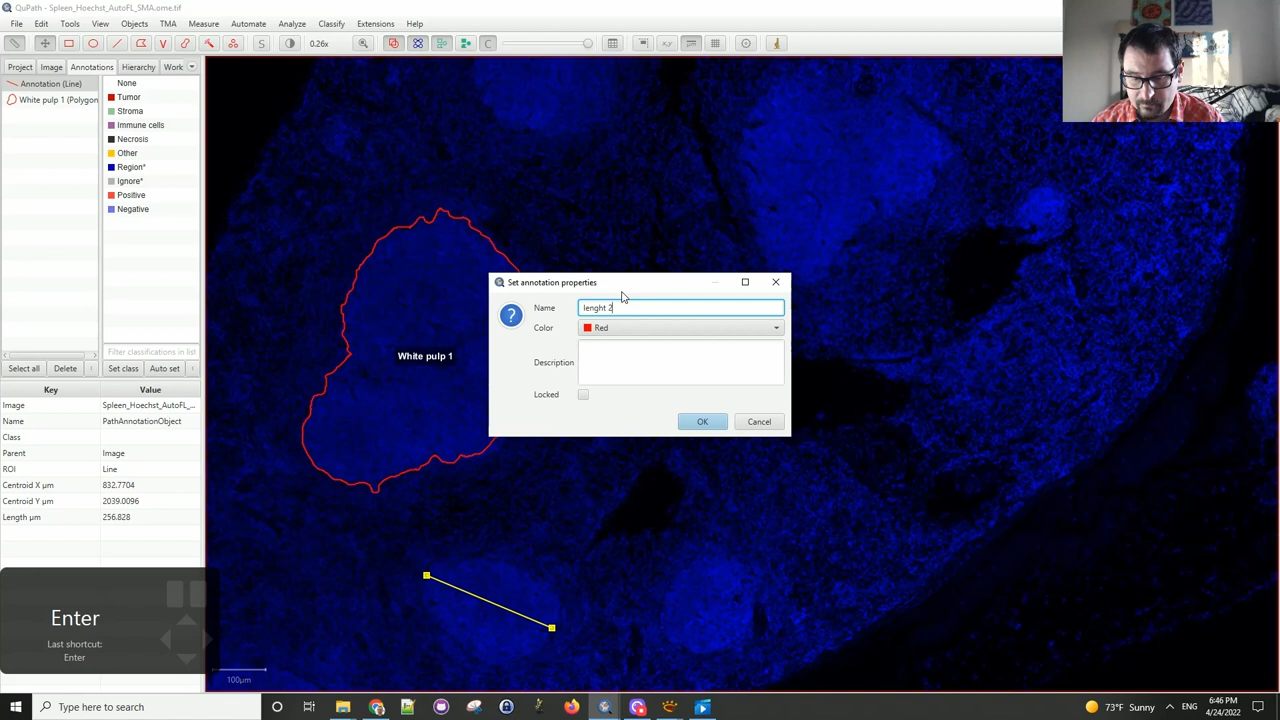 QuPath - Spleen_Hoechst_AutoFL_SMA.ome.tif
File Edit Tools View Objects TMA Measure Automate Analyze Classify Extensions Help
S 0.26x x,y C
Project Image Annotations Hierarchy Work
Annotation (Line)
White pulp 1 (Polygon
None
Tumor
Stroma
Immune cells
Necrosis
Other
Region*
Ignore*
Positive
Negative
Filter classifications in list
Select all Delete Set class Auto set
Key Value
Image Spleen_Hoechst_AutoFL_...
Name PathAnnotationObject
Class
Parent Image
ROI Line
Centroid X µm 832.7704
Centroid Y µm 2039.0096
Length µm 256.828
White pulp 1
Set annotation properties
Name lenght 2
Color Red
Description
Locked
OK Cancel
Enter
Last shortcut:
Enter
100µm
Type here to search
73°F Sunny ENG 6:46 PM
4/24/2022